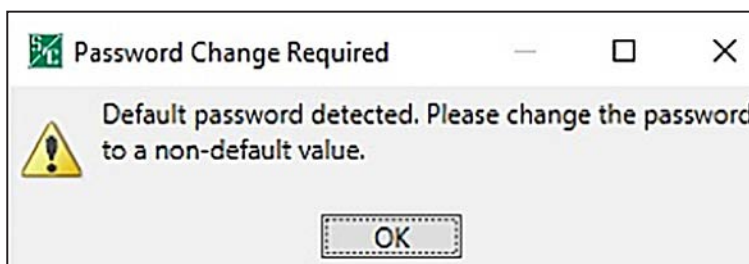 S&C Password Change Required
Default password detected. Please change the password
to a non-default value.
OK